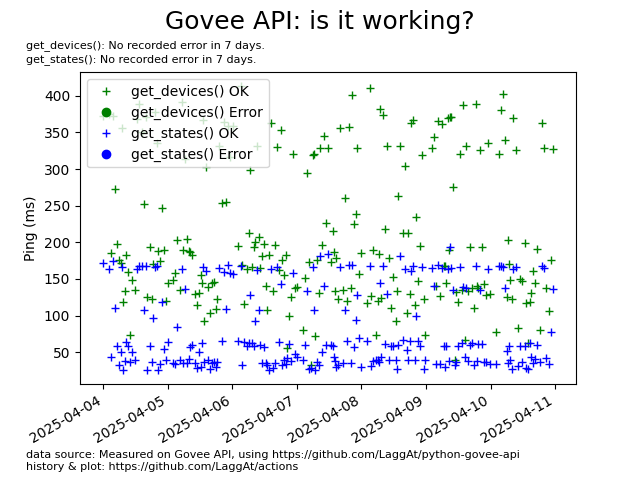 Govee API: is it working?
get_devices(): No recorded error in 7 days.
get_states(): No recorded error in 7 days.
get_devices() OK
get_devices() Error
get_states() OK
get_states() Error
Ping (ms)
400
350
300
250
200
150
100
50
2025-04-04
2025-04-05
2025-04-06
2025-04-07
2025-04-08
2025-04-09
2025-04-10
2025-04-11
data source: Measured on Govee API, using https://github.com/LaggAt/python-govee-api
history & plot: https://github.com/LaggAt/actions